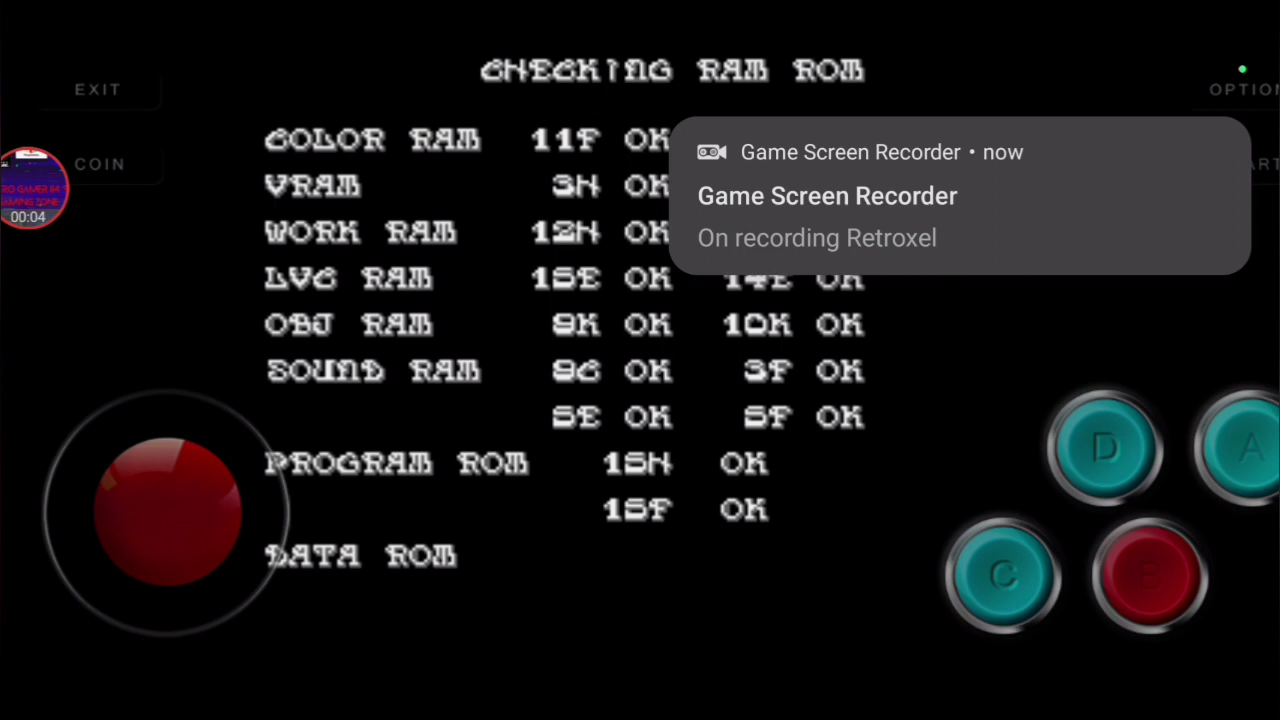 CHECKING RAM ROM
EXIT
OPTION
COLOR RAM 11F OK
Game Screen Recorder • now
COIN
VRAM 3H OK
Game Screen Recorder
00:04
WORK RAM 12H OK
On recording Retroxel
LVC RAM 15E OK 14E OK
OBJ RAM 9K OK 10K OK
SOUND RAM 9C OK 3F OK
5E OK 5F OK
D A
PROGRAM ROM 15H OK
15F OK
DATA ROM
C B